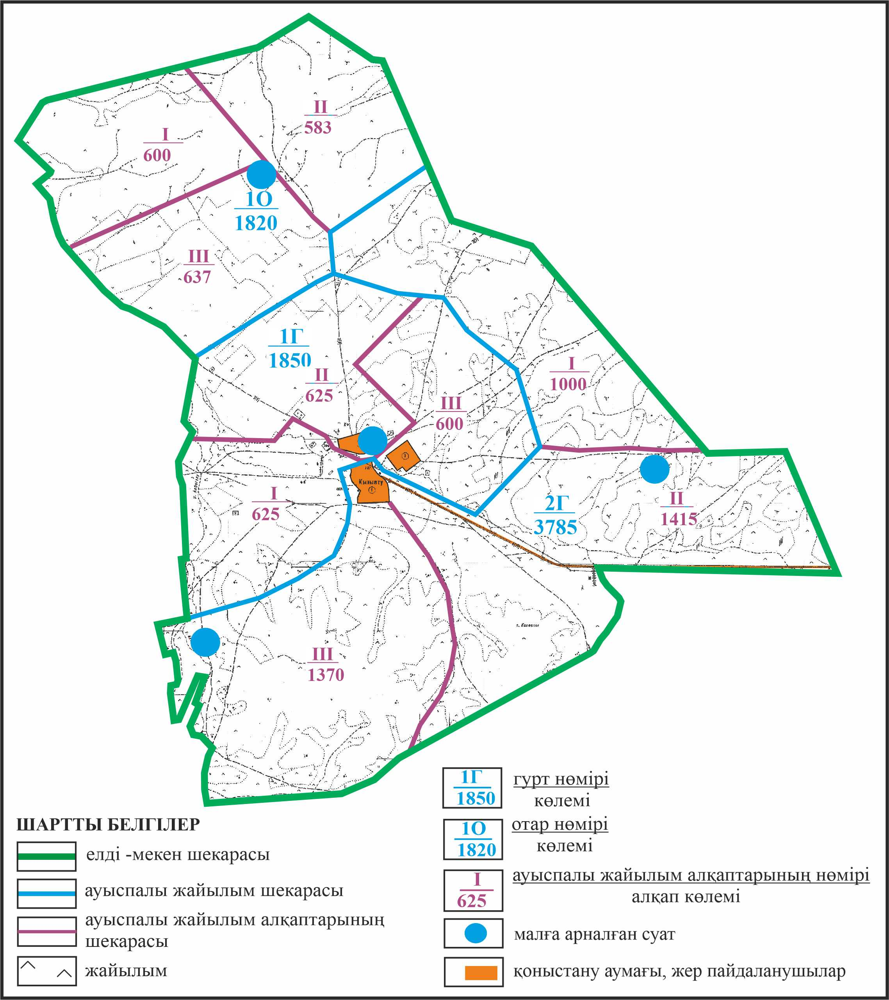 II
583
I
600
1О
1820
III
637
1Г
1850
II
625
I
1000
III
600
Кызылту
I
625
2Г
3785
II
1415
III
1370
ШАРТТЫ БЕЛГІЛЕР
елді -мекен шекарасы
ауыспалы жайылым шекарасы
ауыспалы жайылым алқаптарының
шекарасы
жайылым
1Г
1850
гурт нөмірі
көлемі
1О
1820
отар нөмірі
көлемі
I
625
ауыспалы жайылым алқаптарының нөмірі
алқап көлемі
малға арналған суат
қоныстану аумағы, жер пайдаланушылар